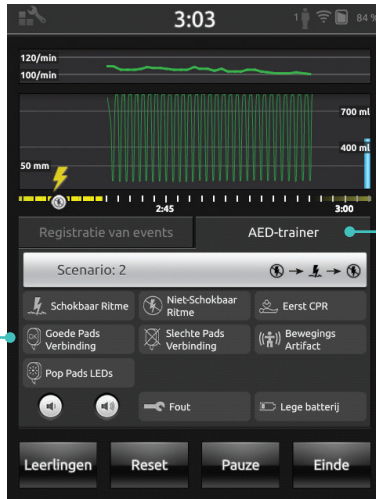 3:03
1
84 %
120/min
100/min
700 ml
400 ml
50 mm
2:45
3:00
Registratie van events
AED-trainer
Scenario: 2
Schokbaar Ritme
Niet-Schokbaar
Ritme
Eerst CPR
OK
Goede Pads
Verbinding
Slechte Pads
Verbinding
Bewegings
Artifact
Pop Pads LEDs
Fout
Lege batterij
Leerlingen
Reset
Pauze
Einde